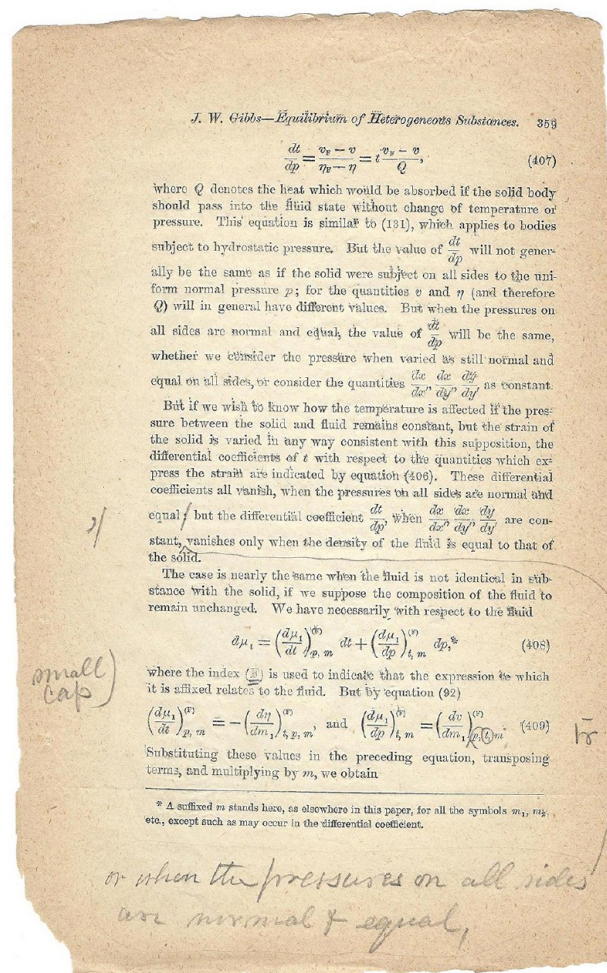 J. W. Gibbs—Equilibrium of Heterogeneous Substances. 359
dt/dp = (v_F − v)/(η_F − η) = t (v_F − v)/Q, (407)
where Q denotes the heat which would be absorbed if the solid body
should pass into the fluid state without change of temperature or
pressure. This equation is similar to (131), which applies to bodies
subject to hydrostatic pressure. But the value of dt/dp will not gener-
ally be the same as if the solid were subject on all sides to the uni-
form normal pressure p; for the quantities v and η (and therefore
Q) will in general have different values. But when the pressures on
all sides are normal and equal, the value of dt/dp will be the same,
whether we consider the pressure when varied as still normal and
equal on all sides, or consider the quantities dx/dx′, dx/dy′, dy/dy′, as constant.
But if we wish to know how the temperature is affected if the pres-
sure between the solid and fluid remains constant, but the strain of
the solid is varied in any way consistent with this supposition, the
differential coefficients of t with respect to the quantities which ex-
press the strain are indicated by equation (406). These differential
coefficients all vanish, when the pressures on all sides are normal and
equal, but the differential coefficient dt/dp, when dx/dx′, dx/dy′, dy/dy′ are con-
stant, vanishes only when the density of the fluid is equal to that of
the solid.
The case is nearly the same when the fluid is not identical in sub-
stance with the solid, if we suppose the composition of the fluid to
remain unchanged. We have necessarily with respect to the fluid
dμ₁ = (dμ₁/dt)^(F)_p, m dt + (dμ₁/dp)^(F)_t, m dp,* (408)
small
cap
where the index (F) is used to indicate that the expression to which
it is affixed relates to the fluid. But by equation (92)
(dμ₁/dt)^(F)_p, m = −(dη/dm₁)^(F)_t, p, m, and (dμ₁/dp)^(F)_t, m = (dv/dm₁)^(F)_p, t, m (409)
tr
Substituting these values in the preceding equation, transposing
terms, and multiplying by m, we obtain
* A suffixed m stands here, as elsewhere in this paper, for all the symbols m₁, m₂
etc., except such as may occur in the differential coefficient.
or when the pressures on all sides
are normal & equal,